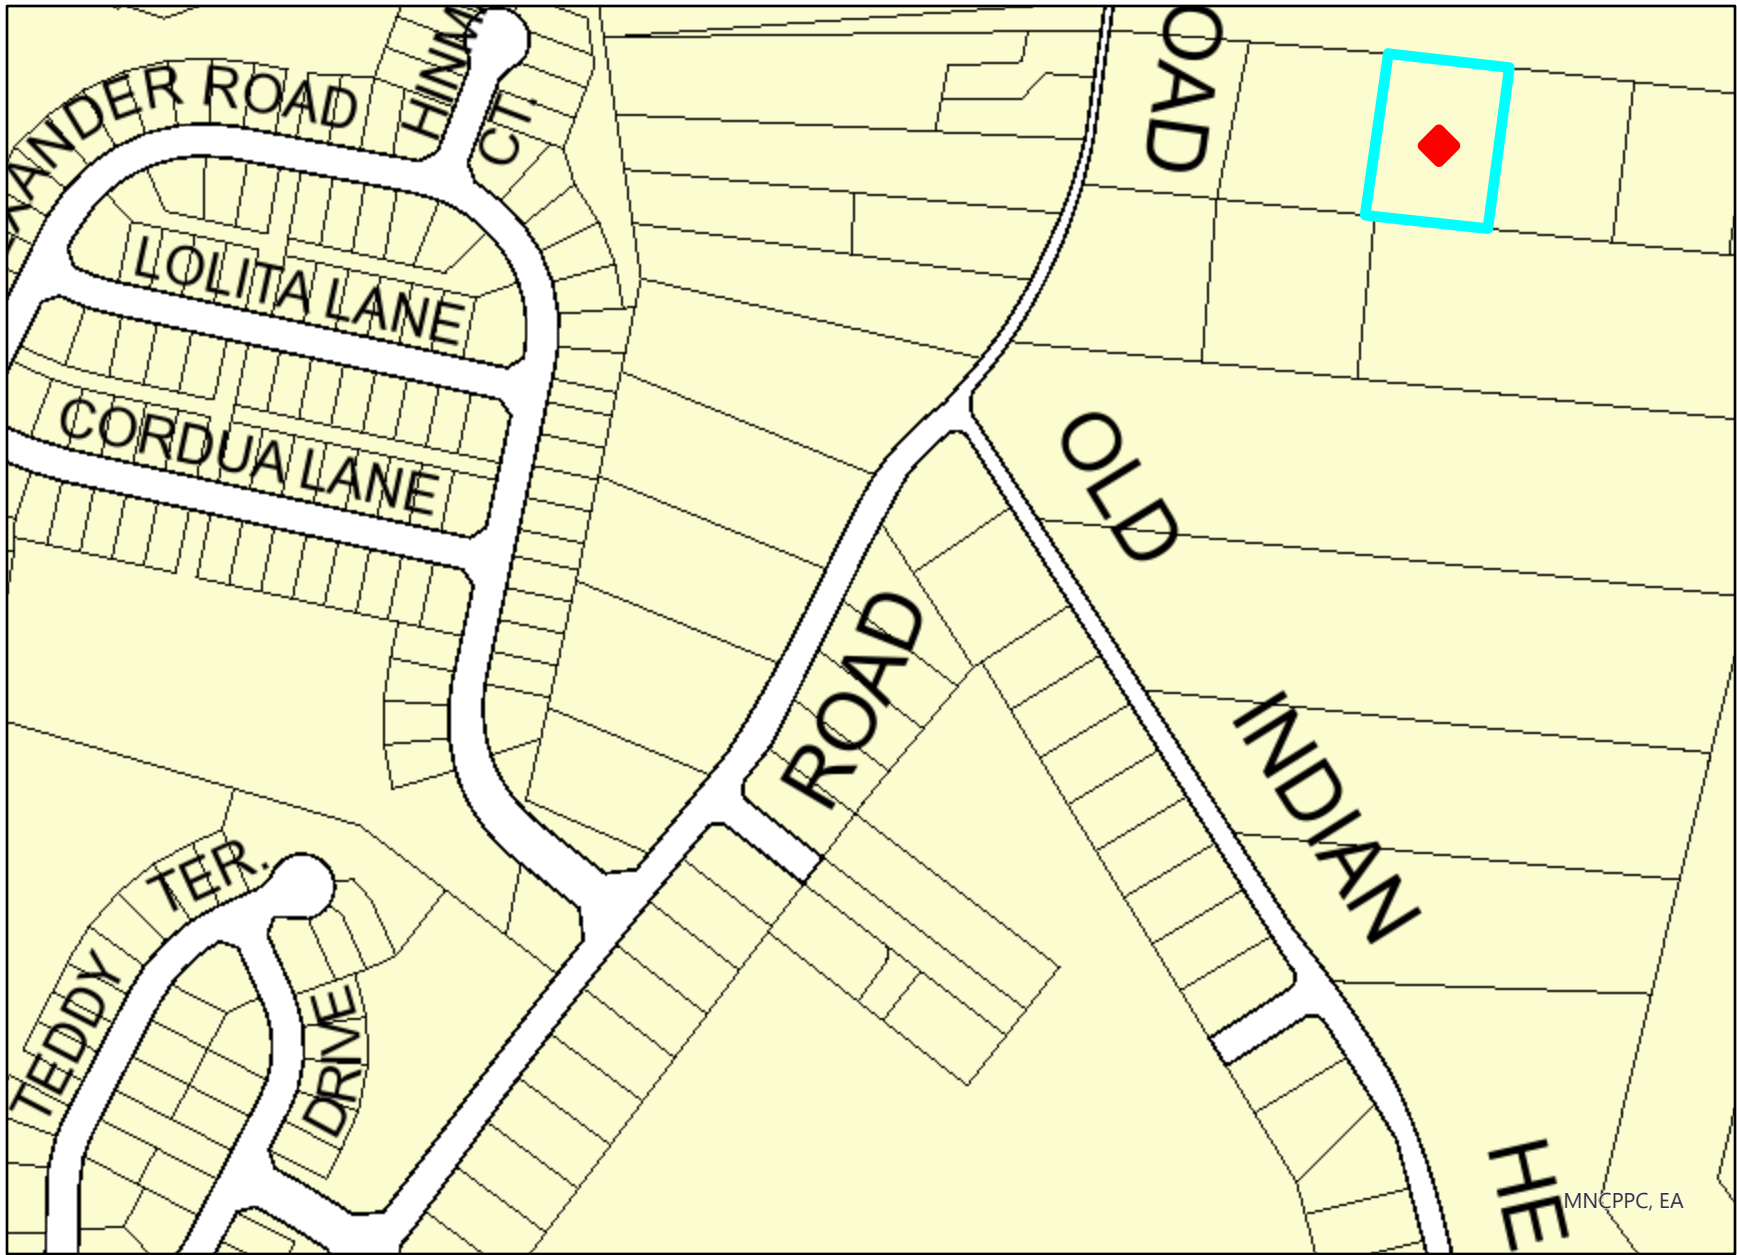 HINM
CT.
OAD
ANDER ROAD
LOLITA LANE
CORDUA LANE
OLD
ROAD
INDIAN
TER.
TEDDY
DRIVE
HE
MNCPPC, EA